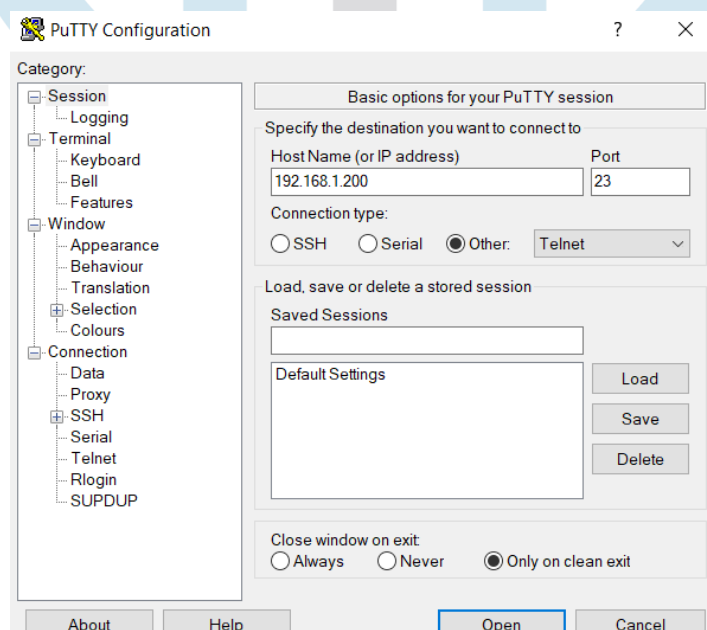 PuTTY Configuration
?
Category:
Session
Logging
Terminal
Keyboard
Bell
Features
Window
Appearance
Behaviour
Translation
Selection
Colours
Connection
Data
Proxy
SSH
Serial
Telnet
Rlogin
SUPDUP
Basic options for your PuTTY session
Specify the destination you want to connect to
Host Name (or IP address) Port
192.168.1.200 23
Connection type:
SSH Serial Other: Telnet
Load, save or delete a stored session
Saved Sessions
Default Settings
Load
Save
Delete
Close window on exit:
Always Never Only on clean exit
About Help Open Cancel